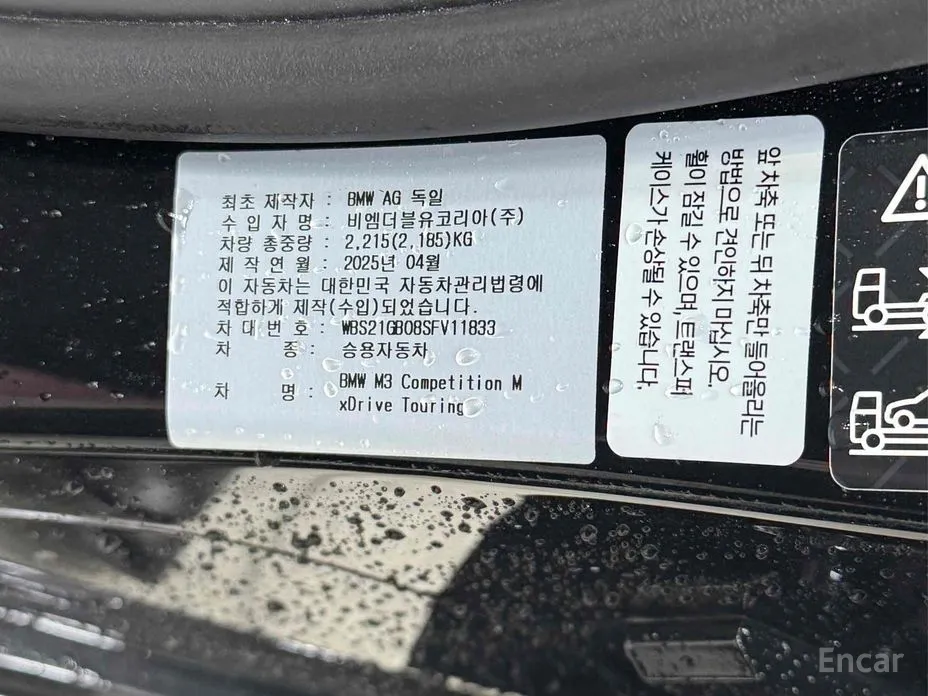 최초 제작자 : BMW AG 독일
수 입 자 명 : 비엠더블유코리아(주)
차량 총중량 : 2,215(2,185)KG
제 작 연 월 : 2025년 04월
이 자동차는 대한민국 자동차관리법령에
적합하게 제작(수입)되었습니다.
차 대 번 호 : WBS21GB08SFV11833
차 종 : 승용자동차
차 명 : BMW M3 Competition M
xDrive Touring
앞 차축 또는 뒤 차축만 들어올리는
방법으로 견인하지 마십시오.
휠이 잠길 수 있으며, 트랜스퍼
케이스가 손상될 수 있습니다.
Encar